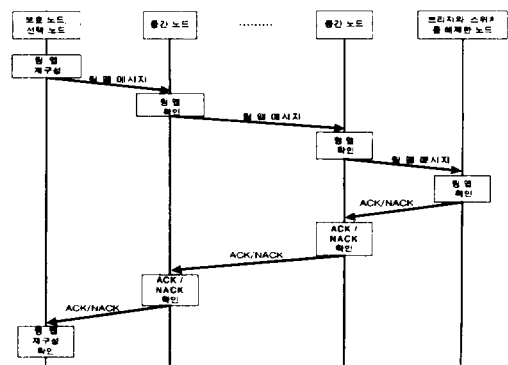 보호 노드,
선택 노드
중간 노드
.........
중간 노드
브리지와 스위치
를 해제한 노드
링 맵
재구성
링 맵 메시지
링 맵
확인
링 맵 메시지
링 맵
확인
링 맵 메시지
링 맵
확인
ACK/NACK
ACK /
NACK
확인
ACK/NACK
ACK /
NACK
확인
ACK/NACK
링 맵
재구성
확인